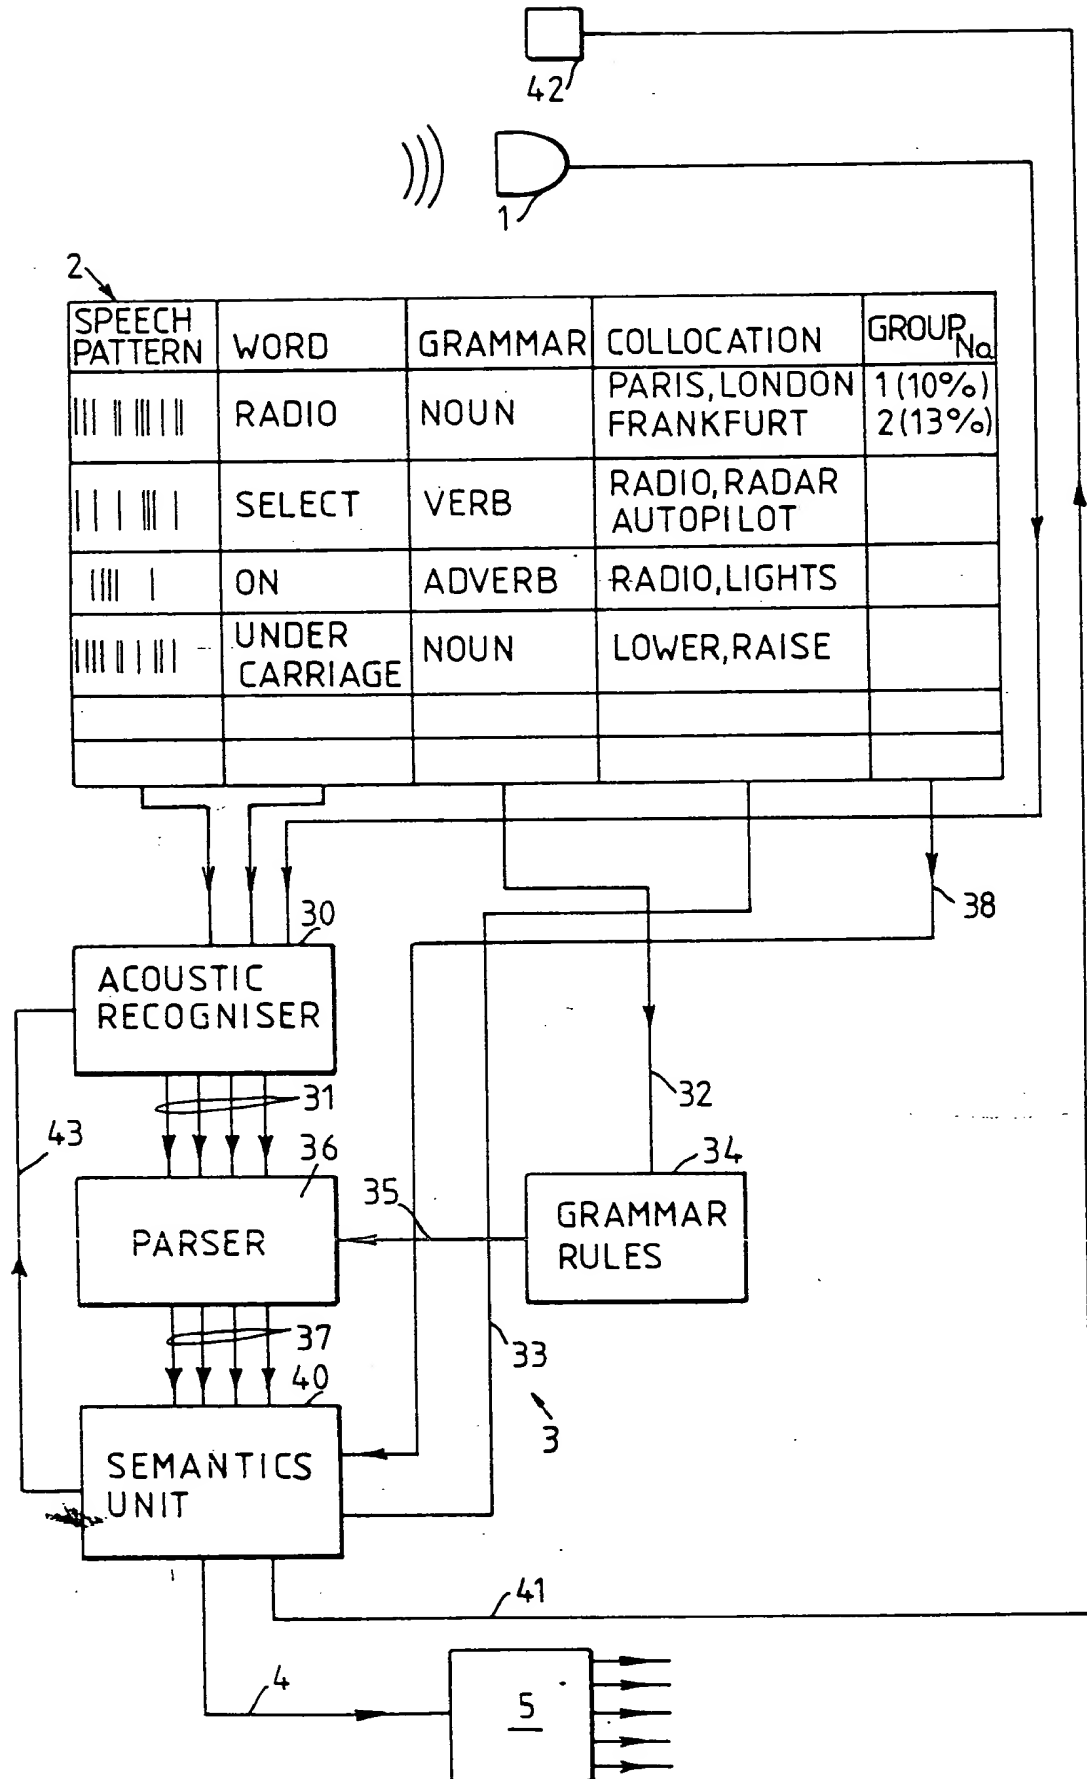 42
1
2
SPEECH PATTERN WORD GRAMMAR COLLOCATION GROUP Na
RADIO NOUN PARIS, LONDON FRANKFURT 1 (10%) 2 (13%)
SELECT VERB RADIO, RADAR AUTOPILOT
ON ADVERB RADIO, LIGHTS
UNDER CARRIAGE NOUN LOWER, RAISE
38
30
ACOUSTIC
RECOGNISER
31
32
43
36
34
35
PARSER
GRAMMAR
RULES
37
33
40
3
SEMANTICS
UNIT
41
4
5